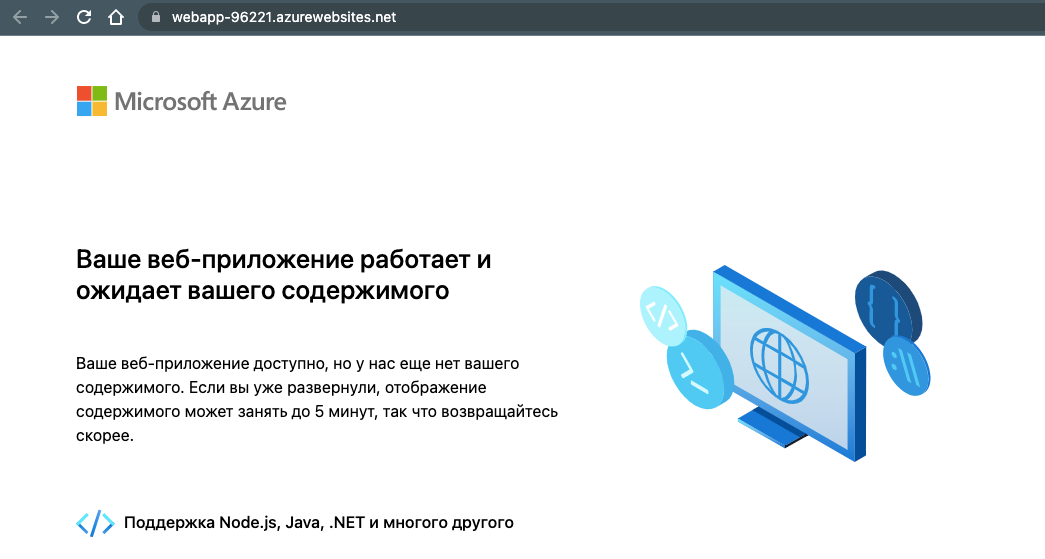 webapp-96221.azurewebsites.net
Microsoft Azure
Ваше веб-приложение работает и
ожидает вашего содержимого
Ваше веб-приложение доступно, но у нас еще нет вашего
содержимого. Если вы уже развернули, отображение
содержимого может занять до 5 минут, так что возвращайтесь
скорее.
</> Поддержка Node.js, Java, .NET и многого другого